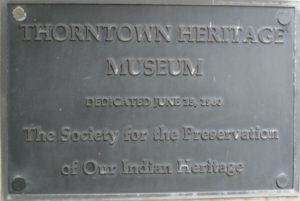 THORNTOWN HERITAGE
MUSEUM
DEDICATED JUNE
The Society for the Preservation
of Our Indian Heritage